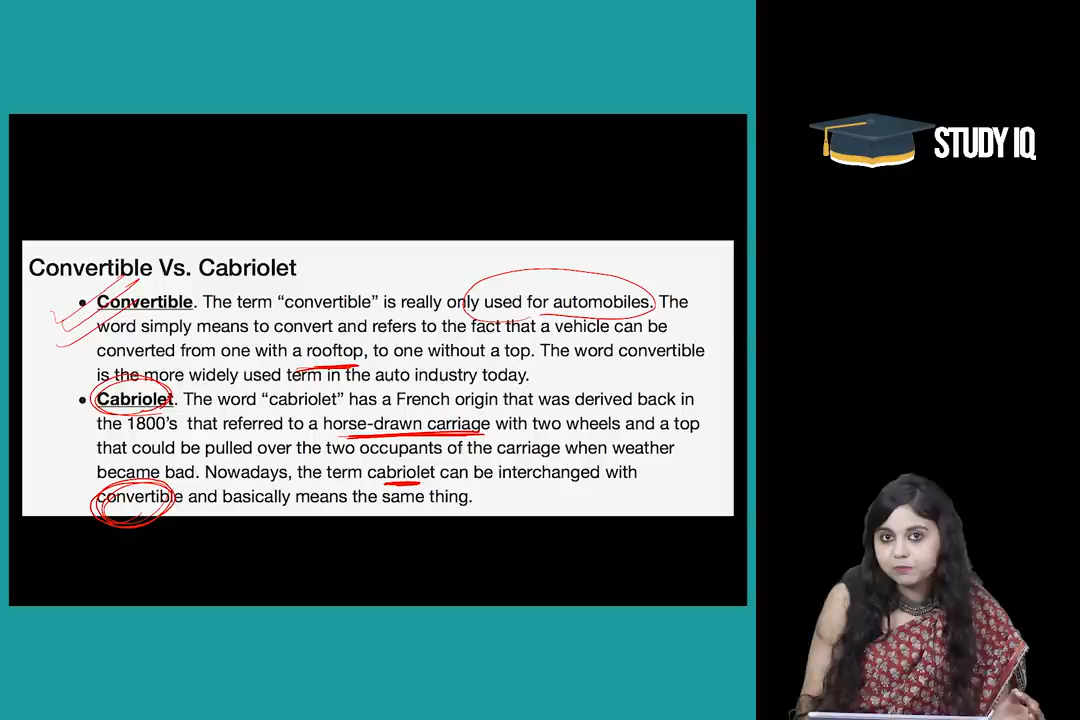 STUDY IQ
Convertible Vs. Cabriolet
• Convertible. The term “convertible” is really only used for automobiles. The
word simply means to convert and refers to the fact that a vehicle can be
converted from one with a rooftop, to one without a top. The word convertible
is the more widely used term in the auto industry today.
• Cabriolet. The word “cabriolet” has a French origin that was derived back in
the 1800’s that referred to a horse-drawn carriage with two wheels and a top
that could be pulled over the two occupants of the carriage when weather
became bad. Nowadays, the term cabriolet can be interchanged with
convertible and basically means the same thing.